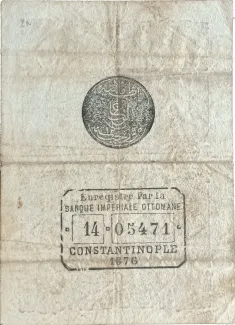 Enregistré Par la
BANQUE IMPERIALE OTTOMANE
14 · 05471
CONSTANTINOPLE
1876